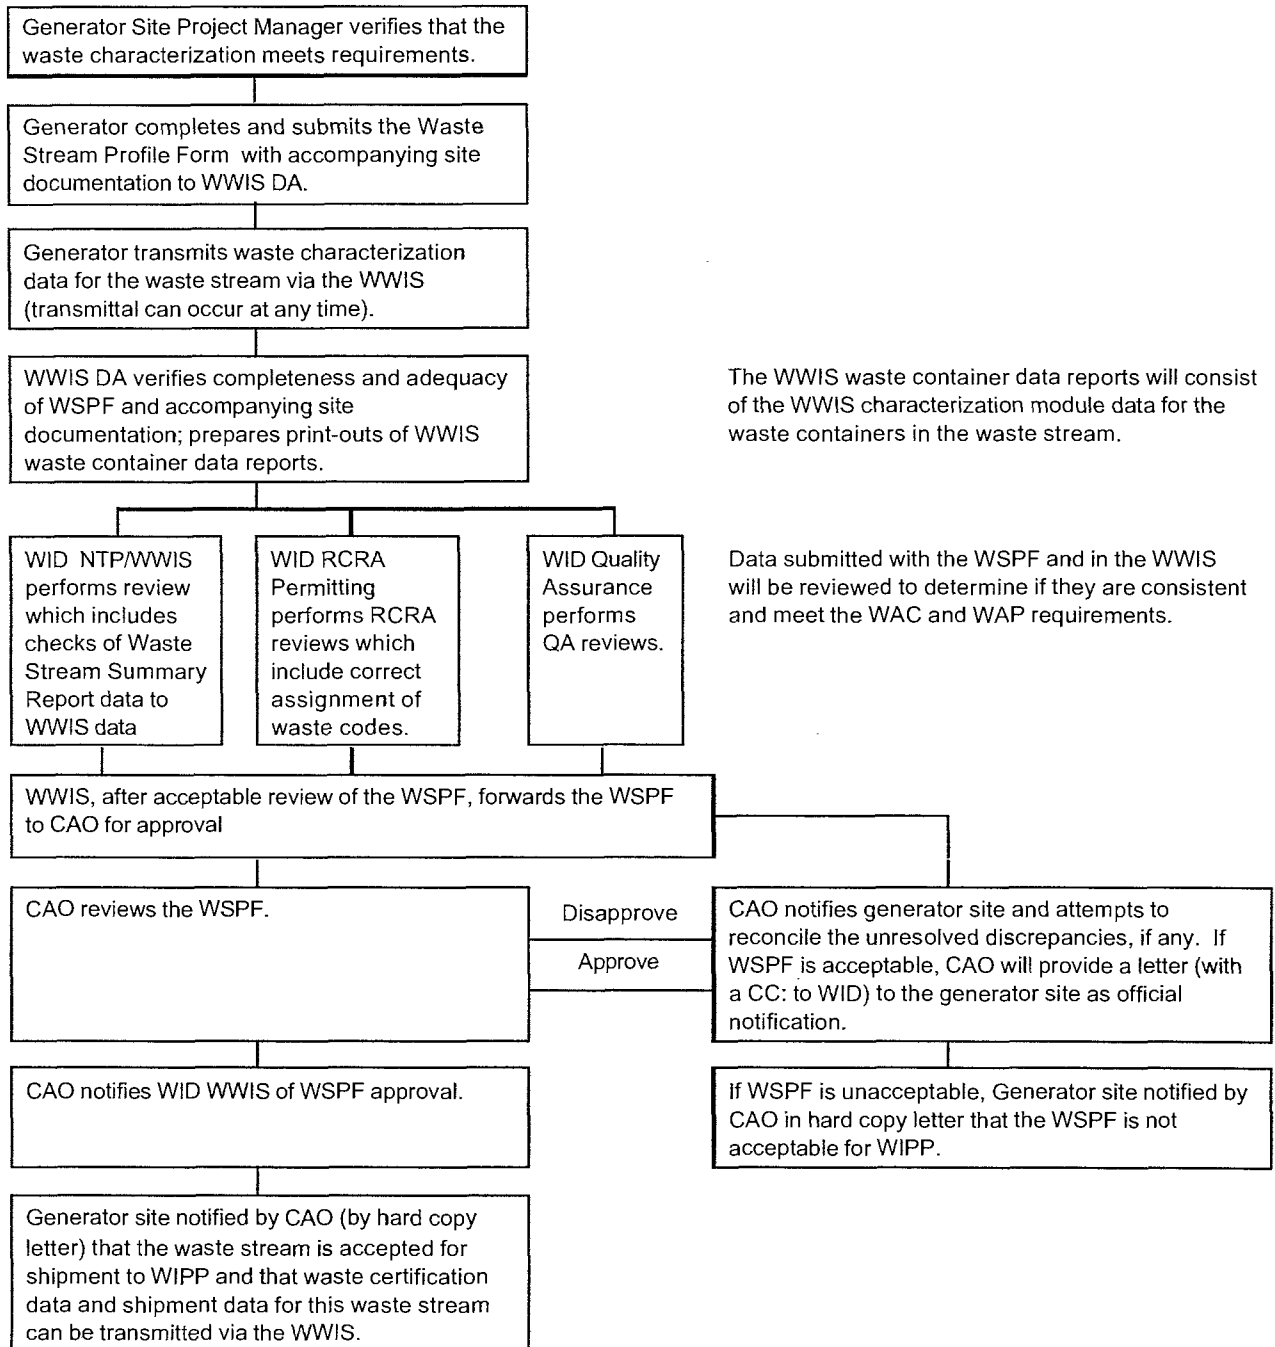 Generator Site Project Manager verifies that the
waste characterization meets requirements.
Generator completes and submits the Waste
Stream Profile Form with accompanying site
documentation to WWIS DA.
Generator transmits waste characterization
data for the waste stream via the WWIS
(transmittal can occur at any time).
WWIS DA verifies completeness and adequacy
of WSPF and accompanying site
documentation; prepares print-outs of WWIS
waste container data reports.
The WWIS waste container data reports will consist
of the WWIS characterization module data for the
waste containers in the waste stream.
WID NTP/WWIS
performs review
which includes
checks of Waste
Stream Summary
Report data to
WWIS data
WID RCRA
Permitting
performs RCRA
reviews which
include correct
assignment of
waste codes.
WID Quality
Assurance
performs
QA reviews.
Data submitted with the WSPF and in the WWIS
will be reviewed to determine if they are consistent
and meet the WAC and WAP requirements.
WWIS, after acceptable review of the WSPF, forwards the WSPF
to CAO for approval
CAO reviews the WSPF.
Disapprove
Approve
CAO notifies generator site and attempts to
reconcile the unresolved discrepancies, if any. If
WSPF is acceptable, CAO will provide a letter (with
a CC: to WID) to the generator site as official
notification.
CAO notifies WID WWIS of WSPF approval.
If WSPF is unacceptable, Generator site notified by
CAO in hard copy letter that the WSPF is not
acceptable for WIPP.
Generator site notified by CAO (by hard copy
letter) that the waste stream is accepted for
shipment to WIPP and that waste certification
data and shipment data for this waste stream
can be transmitted via the WWIS.